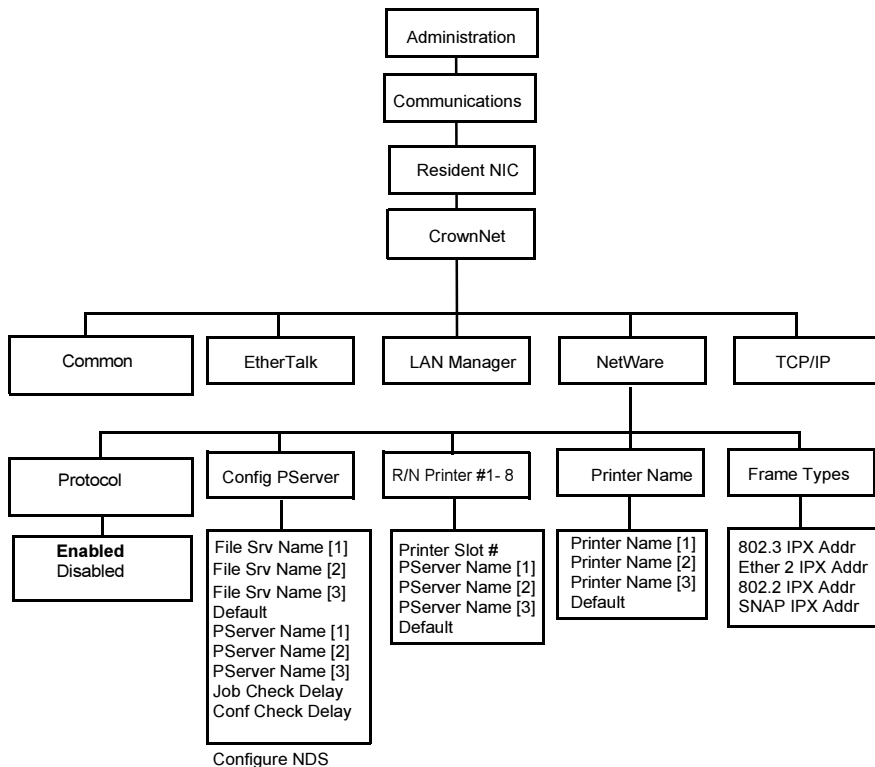 Administration
Communications
Resident NIC
CrownNet
Common
EtherTalk
LAN Manager
NetWare
TCP/IP
Protocol
Config PServer
R/N Printer #1- 8
Printer Name
Frame Types
Enabled
Disabled
File Srv Name [1]
File Srv Name [2]
File Srv Name [3]
Default
PServer Name [1]
PServer Name [2]
PServer Name [3]
Job Check Delay
Conf Check Delay
Configure NDS
Printer Slot #
PServer Name [1]
PServer Name [2]
PServer Name [3]
Default
Printer Name [1]
Printer Name [2]
Printer Name [3]
Default
802.3 IPX Addr
Ether 2 IPX Addr
802.2 IPX Addr
SNAP IPX Addr